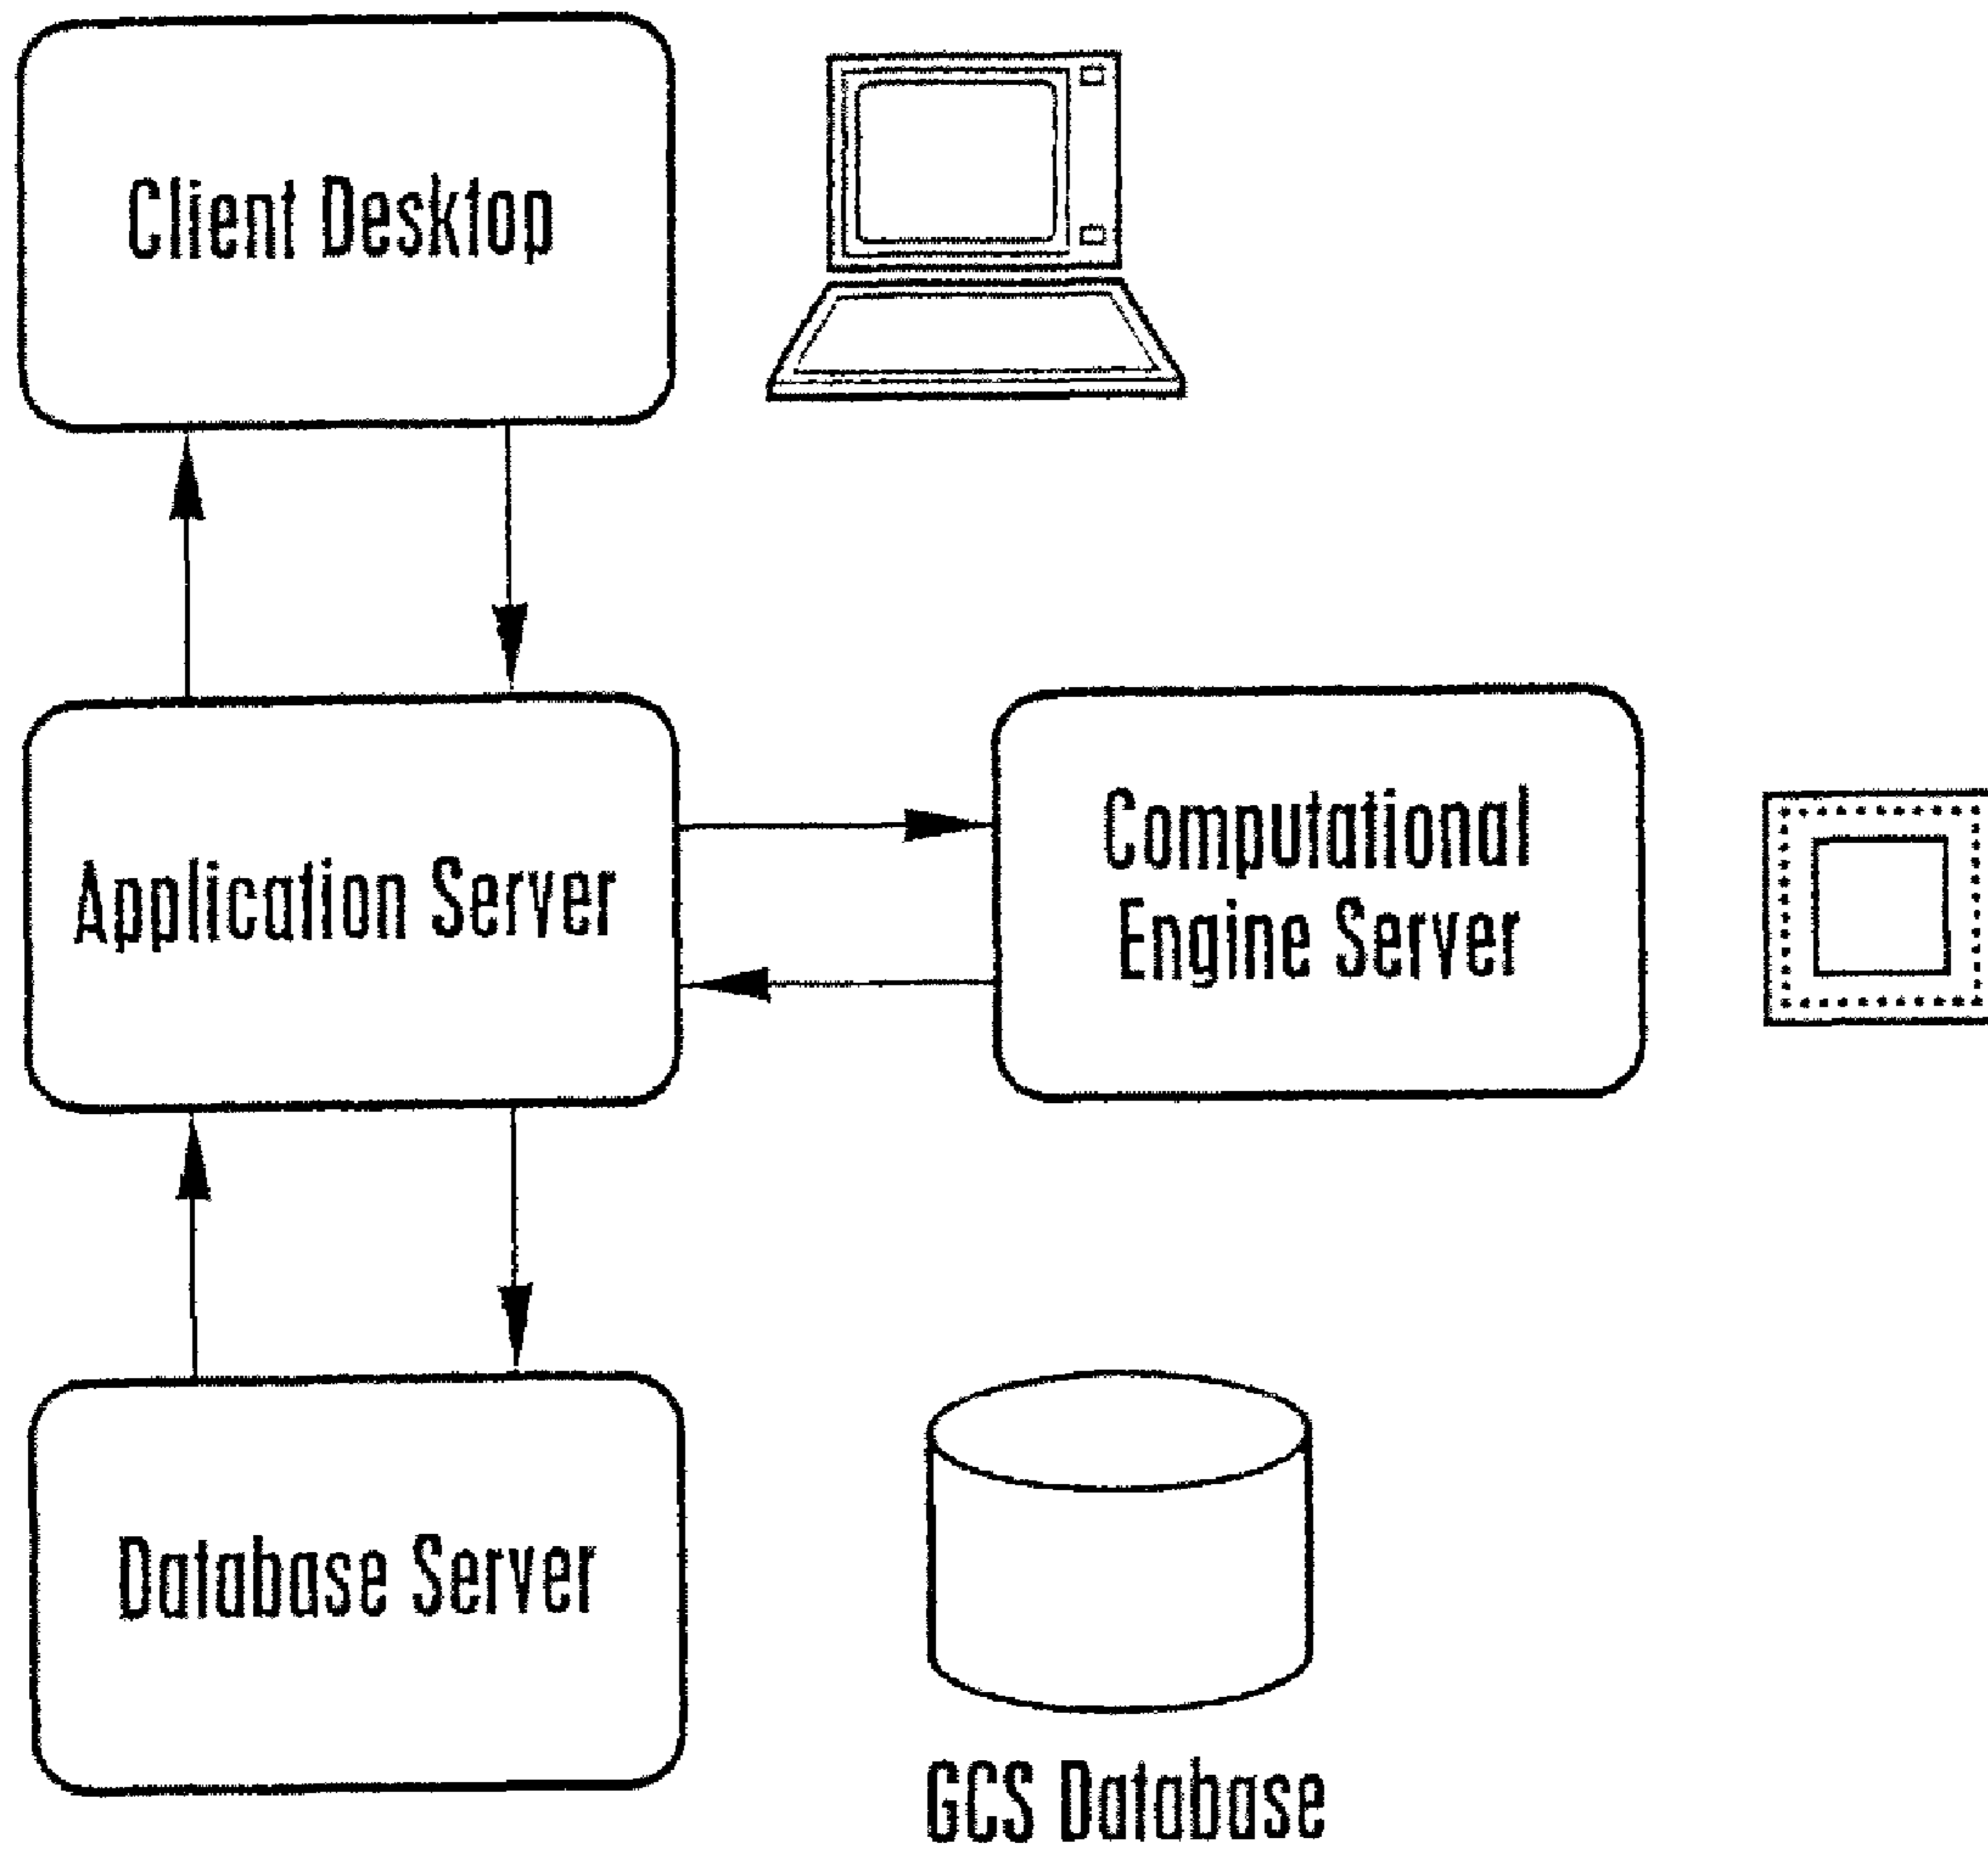 Client Desktop
Application Server
Computational
Engine Server
Database Server
GCS Database